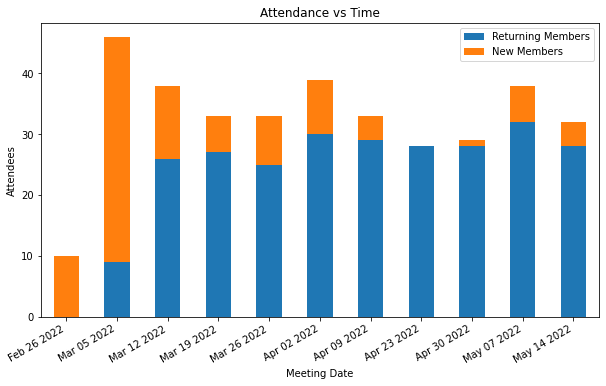 Attendance vs Time
Returning Members
New Members
Attendees
40
30
20
10
0
Feb 26 2022
Mar 05 2022
Mar 12 2022
Mar 19 2022
Mar 26 2022
Apr 02 2022
Apr 09 2022
Apr 23 2022
Apr 30 2022
May 07 2022
May 14 2022
Meeting Date